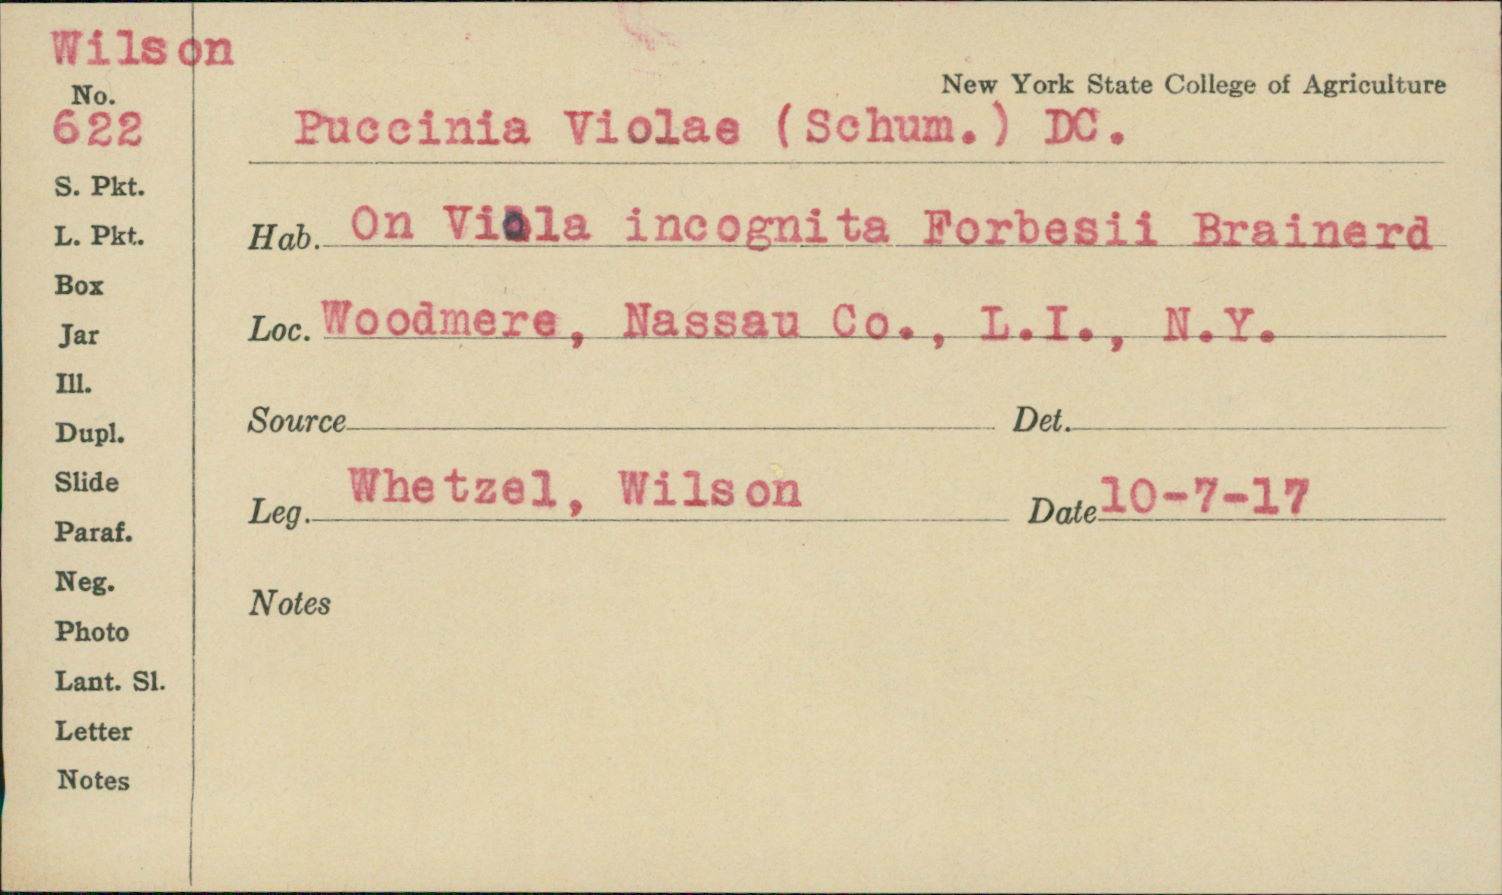 Wilson
No.
622
New York State College of Agriculture
Puccinia Violae (Schum.) DC.
S. Pkt.
L. Pkt.
Hab. On Viola incognita Forbesii Brainerd
Box
Jar
Loc. Woodmere, Nassau Co., L.I., N.Y.
Ill.
Dupl.
Source Det.
Slide
Leg. Whetzel, Wilson Date 10-7-17
Paraf.
Neg.
Notes
Photo
Lant. Sl.
Letter
Notes